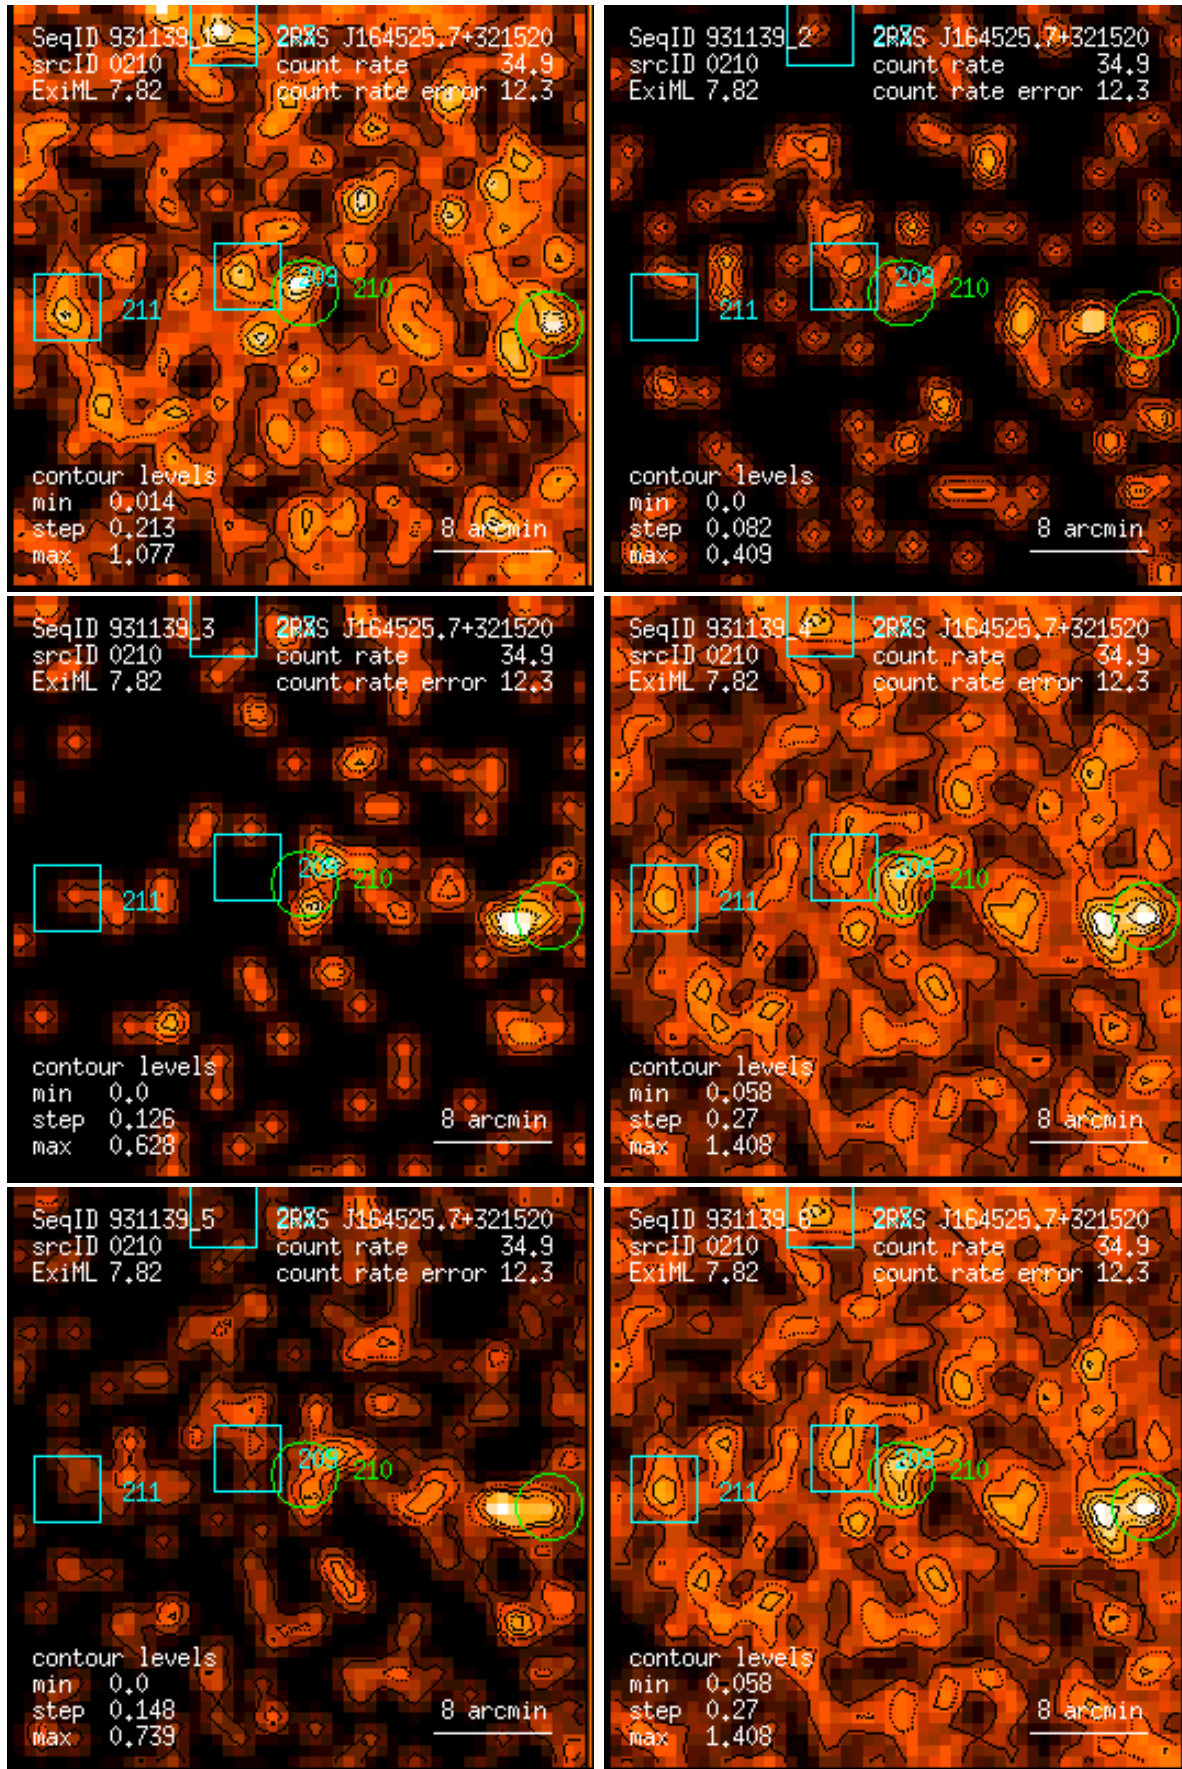 SeqID 931139_1 2RXS J164525.7+321520
srcID 0210 count rate 34.9
ExiML 7.82 count rate error 12.3
209
210
211
contour levels
min 0.014
step 0.213 8 arcmin
max 1.077
SeqID 931139_2 2RXS J164525.7+321520
srcID 0210 count rate 34.9
ExiML 7.82 count rate error 12.3
209
210
211
contour levels
min 0.0
step 0.082 8 arcmin
max 0.409
SeqID 931139_3 2RXS J164525.7+321520
srcID 0210 count rate 34.9
ExiML 7.82 count rate error 12.3
209
210
211
contour levels
min 0.0
step 0.126 8 arcmin
max 0.628
SeqID 931139_4 2RXS J164525.7+321520
srcID 0210 count rate 34.9
ExiML 7.82 count rate error 12.3
209
210
211
contour levels
min 0.058
step 0.27 8 arcmin
max 1.408
SeqID 931139_5 2RXS J164525.7+321520
srcID 0210 count rate 34.9
ExiML 7.82 count rate error 12.3
209
210
211
contour levels
min 0.0
step 0.148 8 arcmin
max 0.739
SeqID 931139_6 2RXS J164525.7+321520
srcID 0210 count rate 34.9
ExiML 7.82 count rate error 12.3
209
210
211
contour levels
min 0.058
step 0.27 8 arcmin
max 1.408